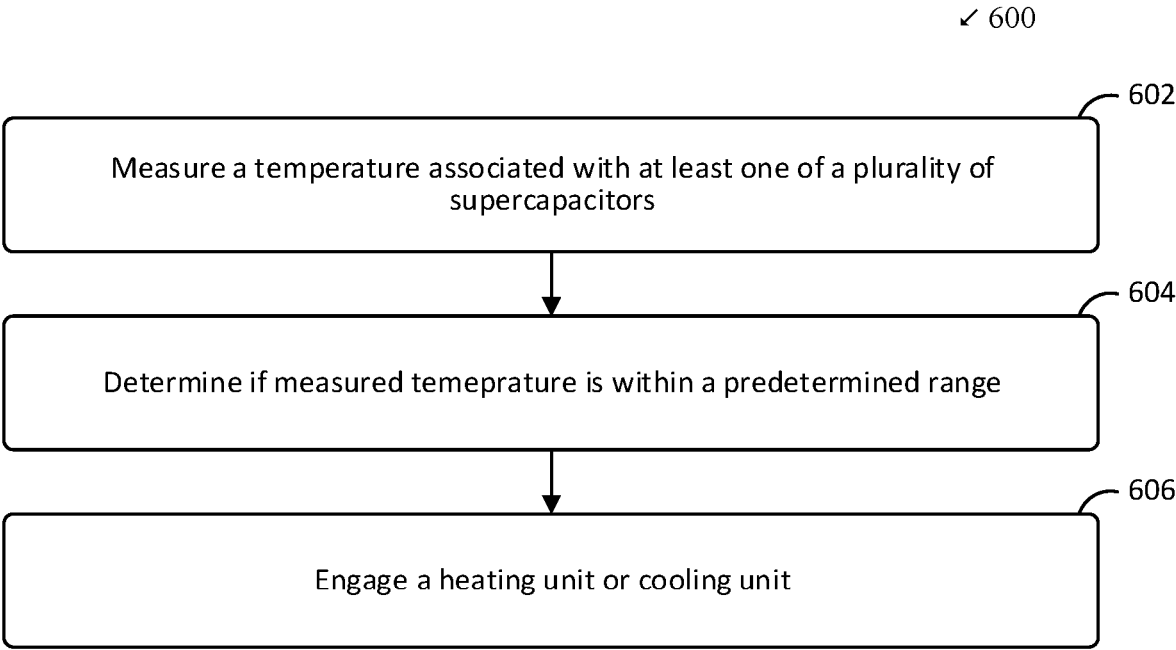 ↙ 600
602
Measure a temperature associated with at least one of a plurality of
supercapacitors
604
Determine if measured temeprature is within a predetermined range
606
Engage a heating unit or cooling unit